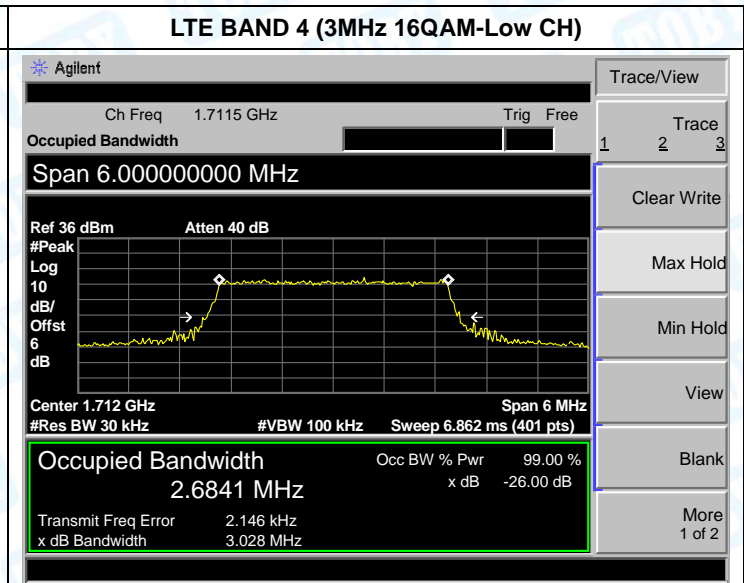 LTE BAND 4 (3MHz 16QAM-Low CH)
Agilent
Trace/View
Ch Freq 1.7115 GHz Trig Free
Occupied Bandwidth
Trace
1 2 3
Span 6.000000000 MHz
Clear Write
Ref 36 dBm Atten 40 dB
#Peak
Log
10
dB/
Offst
6
dB
Max Hold
Min Hold
View
Center 1.712 GHz Span 6 MHz
#Res BW 30 kHz #VBW 100 kHz Sweep 6.862 ms (401 pts)
Occupied Bandwidth
2.6841 MHz
Occ BW % Pwr 99.00 %
x dB -26.00 dB
Transmit Freq Error 2.146 kHz
x dB Bandwidth 3.028 MHz
Blank
More
1 of 2